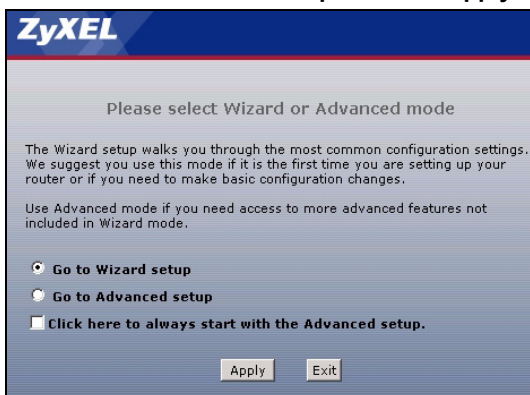 ZyXEL
Please select Wizard or Advanced mode
The Wizard setup walks you through the most common configuration settings.
We suggest you use this mode if it is the first time you are setting up your
router or if you need to make basic configuration changes.
Use Advanced mode if you need access to more advanced features not
included in Wizard mode.
Go to Wizard setup
Go to Advanced setup
Click here to always start with the Advanced setup.
Apply Exit